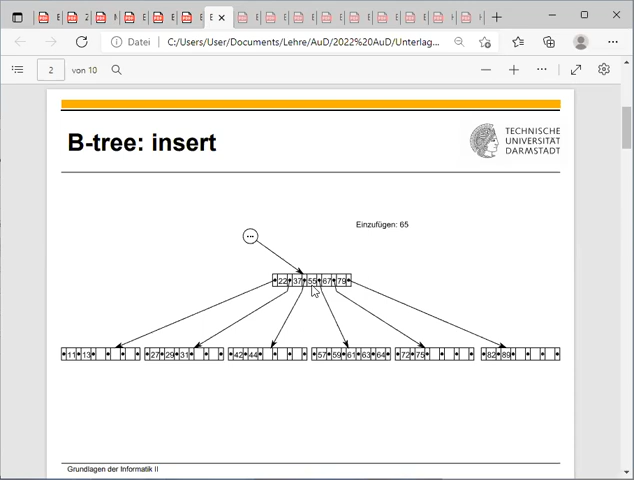 Datei C:/Users/User/Documents/Lehre/AuD/2022%20AuD/Unterlag...
2 von 10
B-tree: insert
TECHNISCHE
UNIVERSITÄT
DARMSTADT
Einzufügen: 65
...
22 37 55 67 79
11 13 27 29 31 42 44 57 59 61 63 64 72 75 82 89
Grundlagen der Informatik II